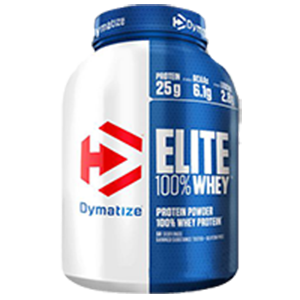 PROTEIN
25g
BCAAs
6.1g
ELITE
100% WHEY
Dymatize
PROTEIN POWDER
100% WHEY PROTEIN